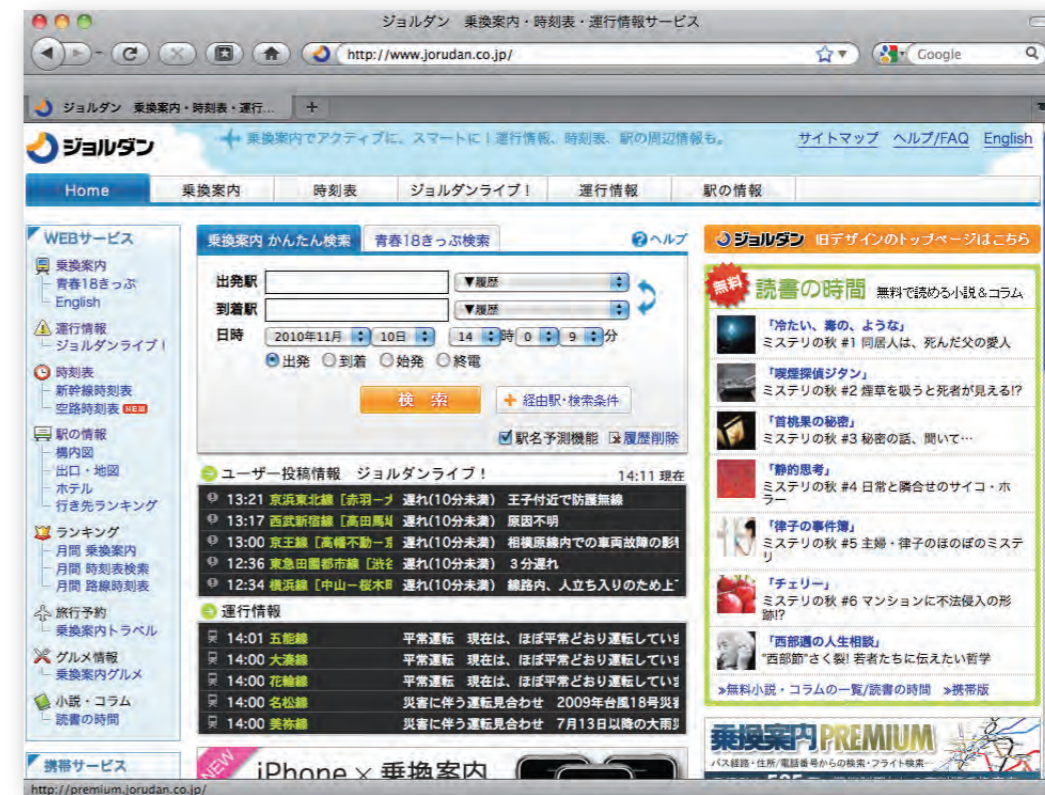 ジョルダン 乗換案内・時刻表・運行情報サービス
http://www.jorudan.co.jp/
Google
ジョルダン 乗換案内・時刻表・運行...
ジョルダン
乗換案内でアクティブに、スマートに！運行情報、時刻表、駅の周辺情報も。
サイトマップ ヘルプ/FAQ English
Home 乗換案内 時刻表 ジョルダンライブ！ 運行情報 駅の情報
WEBサービス
乗換案内
青春18きっぷ
English
運行情報
ジョルダンライブ！
時刻表
新幹線時刻表
空路時刻表 NEW
駅の情報
構内図
出口・地図
ホテル
行き先ランキング
ランキング
月間 乗換案内
月間 時刻表検索
月間 路線時刻表
旅行予約
乗換案内トラベル
グルメ情報
乗換案内グルメ
小説・コラム
読書の時間
携帯サービス
乗換案内 かんたん検索 青春18きっぷ検索 ヘルプ
出発駅 ▼履歴
到着駅 ▼履歴
日時 2010年11月 10日 14 時 0 9 分
出発 到着 始発 終電
検 索 経由駅・検索条件
駅名予測機能 履歴削除
ユーザー投稿情報 ジョルダンライブ！ 14:11 現在
13:21 京浜東北線［赤羽ー 遅れ(10分未満) 王子付近で防護無線
13:17 西武新宿線［高田馬 遅れ(10分未満) 原因不明
13:00 京王線［高幡不動ー 遅れ(10分未満) 相模原線内での車両故障の影
12:36 東急田園都市線［渋谷 遅れ(10分未満) 3分遅れ
12:34 横浜線［中山ー桜木 遅れ(10分未満) 線路内、人立ち入りのため上
運行情報
14:01 五能線 平常運転 現在は、ほぼ平常どおり運転してい
14:00 大湊線 平常運転 現在は、ほぼ平常どおり運転してい
14:00 花輪線 平常運転 現在は、ほぼ平常どおり運転してい
14:00 名松線 災害に伴う運転見合わせ 2009年台風18号災
14:00 美祢線 災害に伴う運転見合わせ 7月13日以降の大雨
NEW iPhone × 乗換案内
ジョルダン 旧デザインのトップページはこちら
無料 読書の時間 無料で読める小説&コラム
「冷たい、毒の、ような」
ミステリの秋 #1 同居人は、死んだ父の愛人
「喫煙探偵ジタン」
ミステリの秋 #2 煙草を吸うと死者が見える!?
「首桃果の秘密」
ミステリの秋 #3 秘密の話、聞いて…
「静的思考」
ミステリの秋 #4 日常と隣合せのサイコ・ホ
ラー
「律子の事件簿」
ミステリの秋 #5 主婦・律子のほのぼのミステ
リ
「チェリー」
ミステリの秋 #6 マンションに不法侵入の形
跡!?
「西部邁の人生相談」
"西部節"さく裂! 若者たちに伝えたい哲学
»無料小説・コラムの一覧/読書の時間 »携帯版
乗換案内PREMIUM
バス経路・住所/電話番号からの検索・フライト検索
http://premium.jorudan.co.jp/